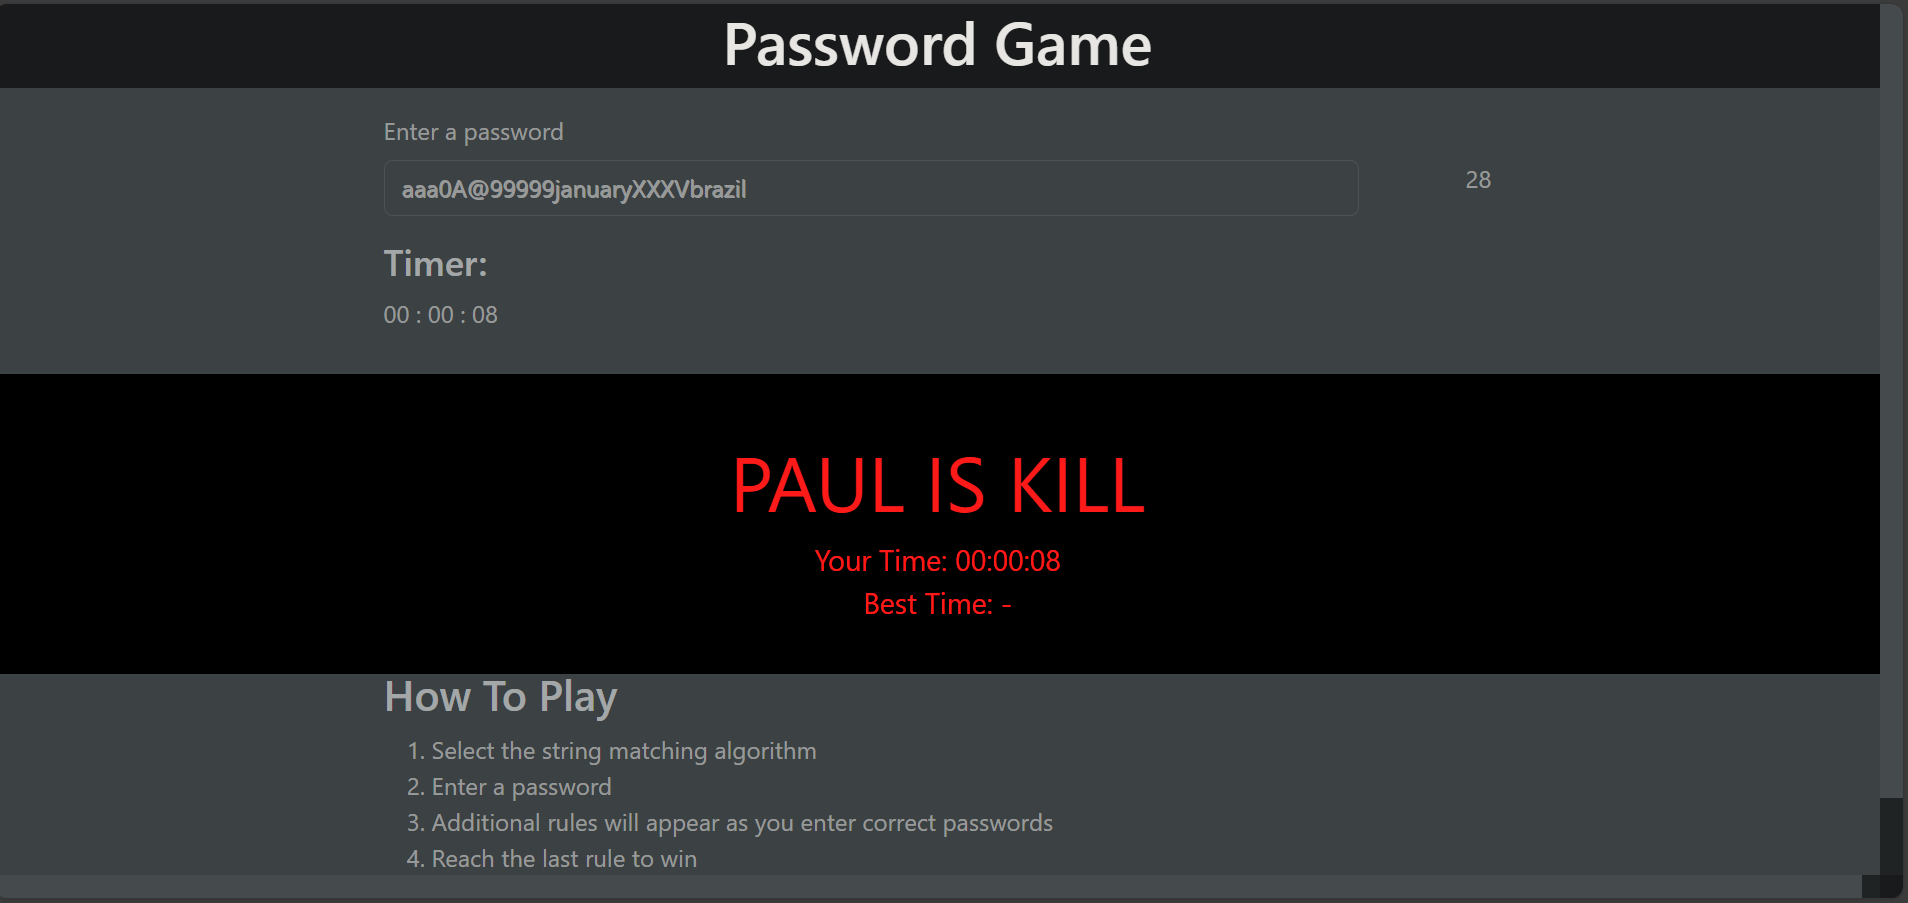 Password Game
Enter a password
aaa0A@99999januaryXXXVbrazil
28
Timer:
00 : 00 : 08
PAUL IS KILL
Your Time: 00:00:08
Best Time: -
How To Play
1. Select the string matching algorithm
2. Enter a password
3. Additional rules will appear as you enter correct passwords
4. Reach the last rule to win